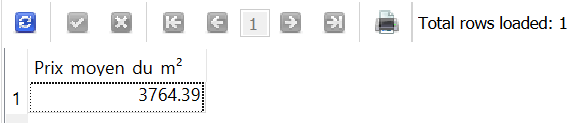 1 Total rows loaded: 1
Prix moyen du m²
1 3764.39